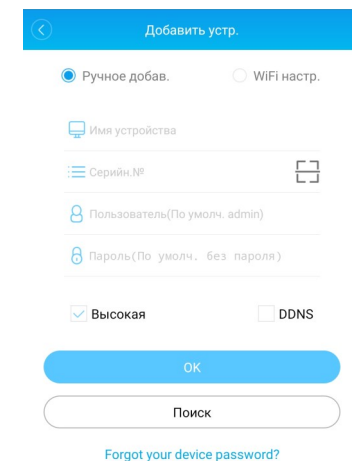 Добавить устр.
Ручное добав. WiFi настр.
Имя устройства
Серийн.№
Пользователь(По умолч. admin)
Пароль(По умолч. без пароля)
Высокая DDNS
OK
Поиск
Forgot your device password?